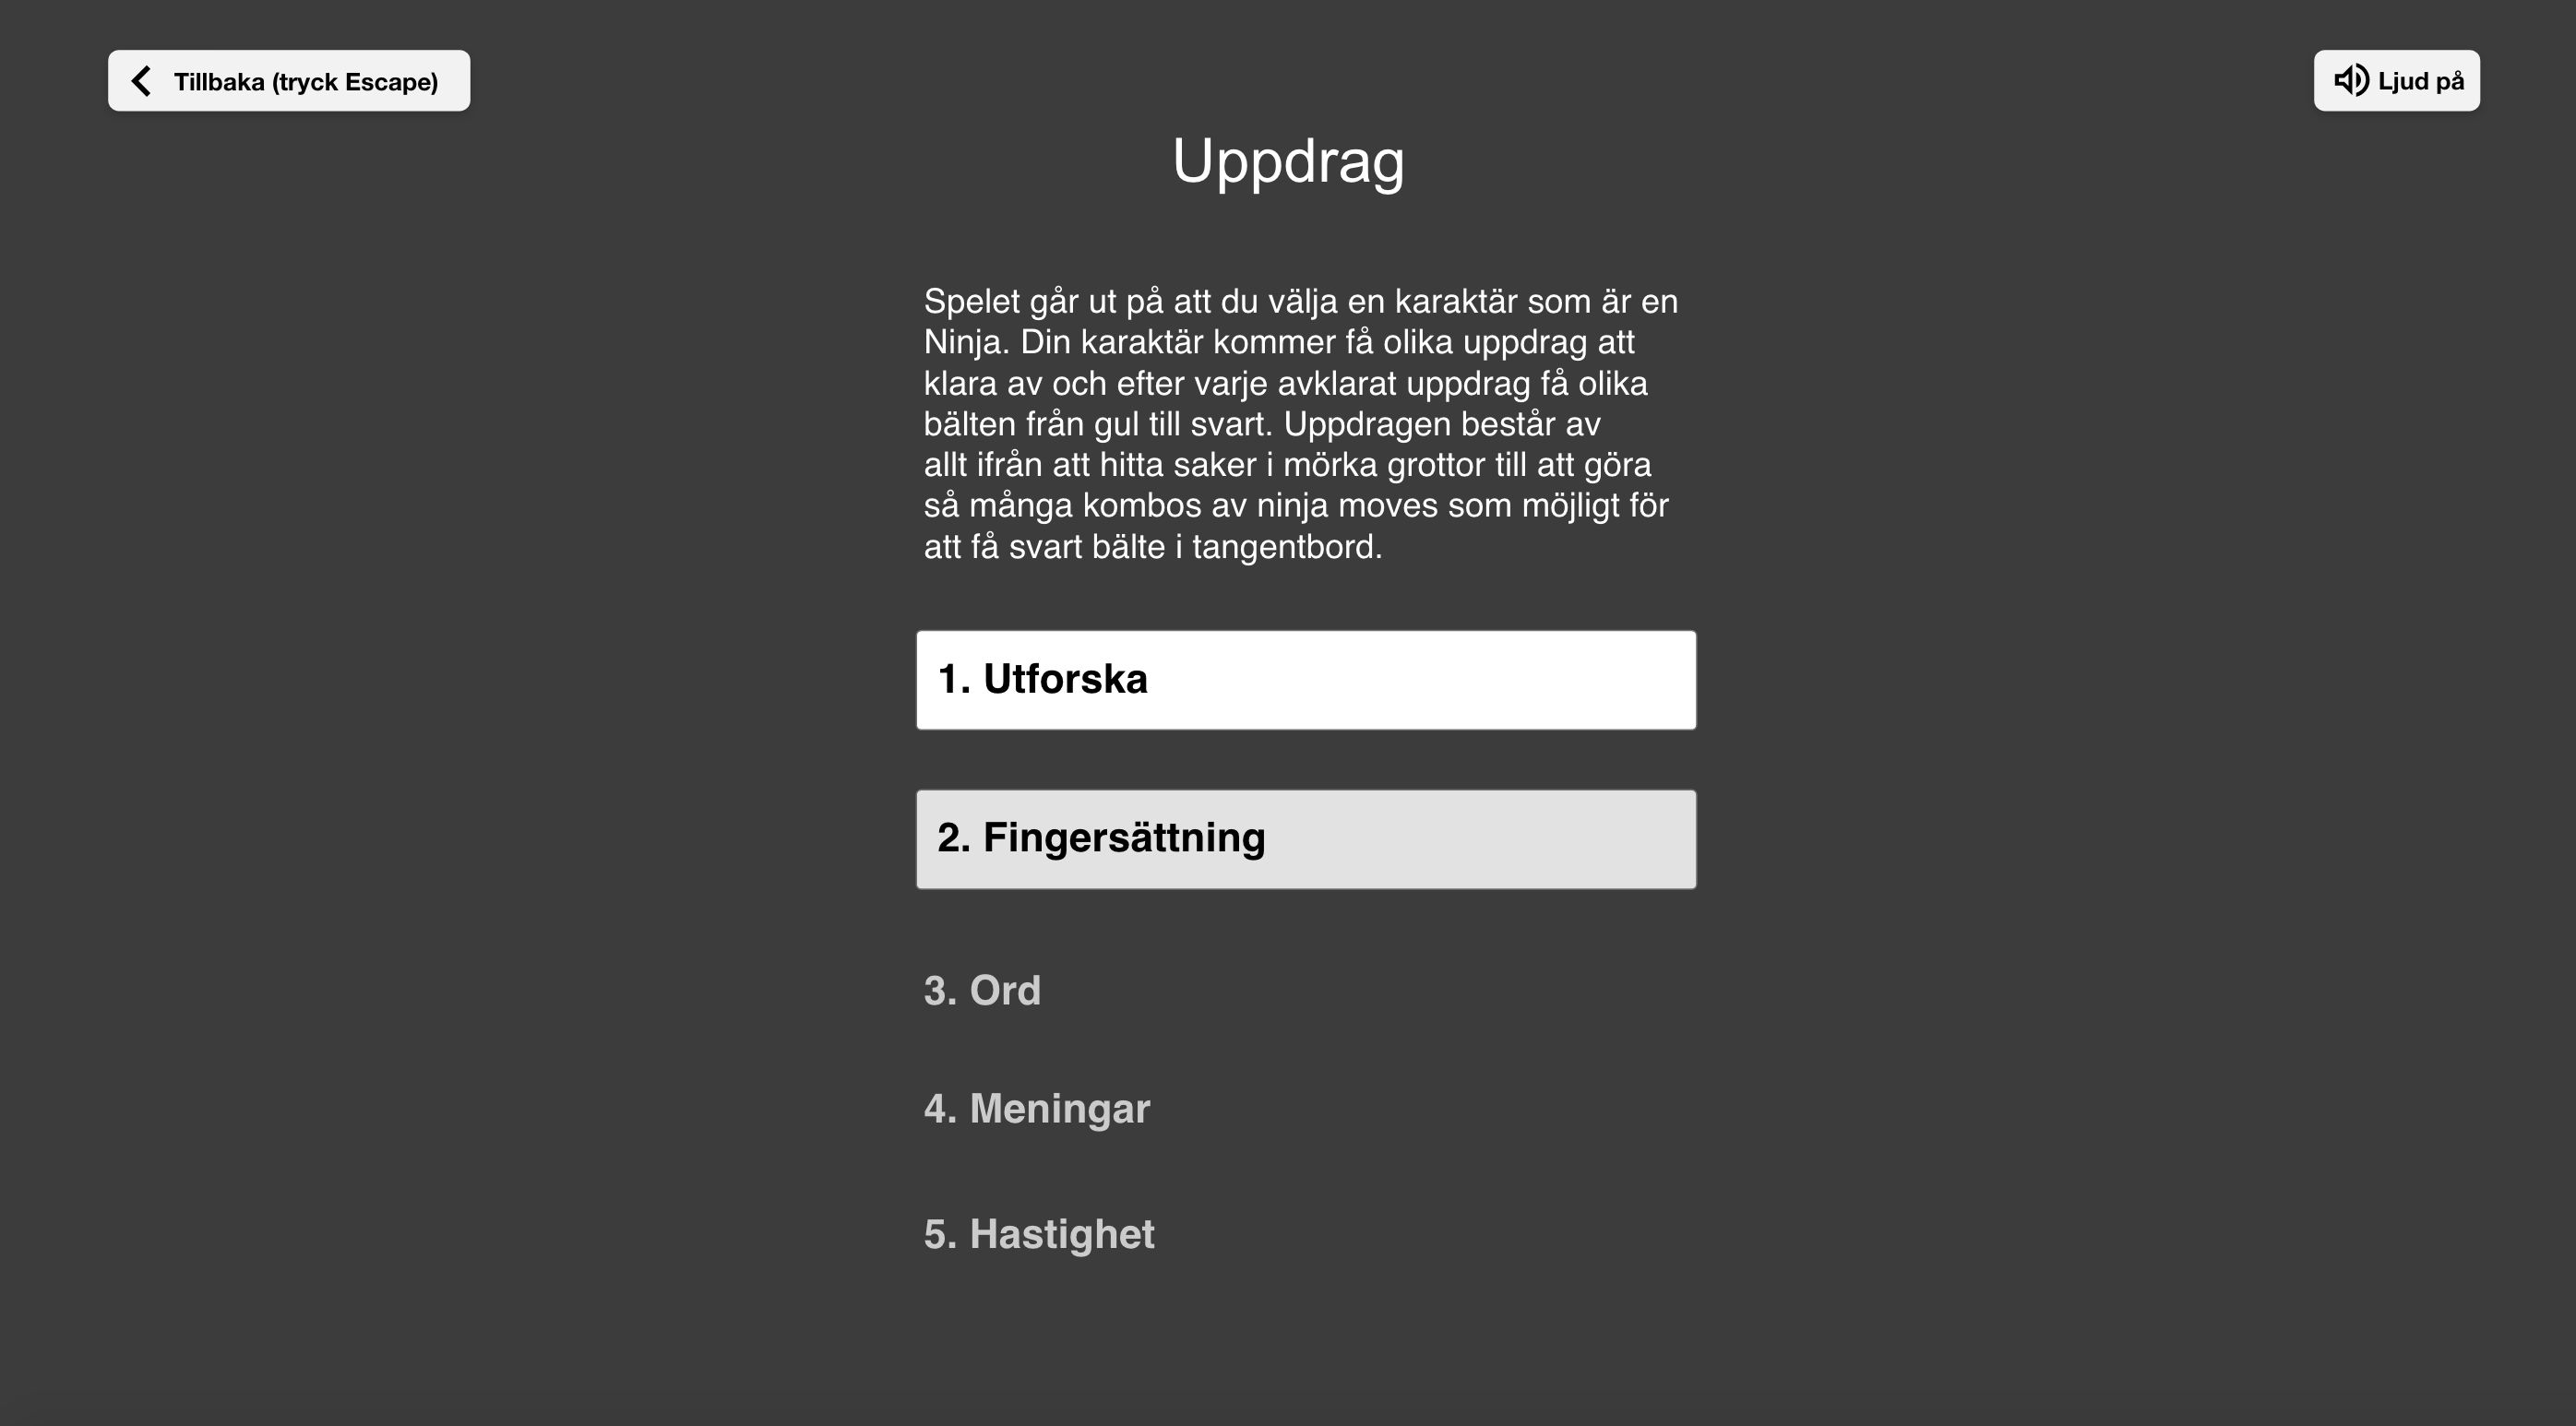 Tillbaka (tryck Escape)
Ljud på
Uppdrag
Spelet går ut på att du välja en karaktär som är en
Ninja. Din karaktär kommer få olika uppdrag att
klara av och efter varje avklarat uppdrag få olika
bälten från gul till svart. Uppdragen består av
allt ifrån att hitta saker i mörka grottor till att göra
så många kombos av ninja moves som möjligt för
att få svart bälte i tangentbord.
1. Utforska
2. Fingersättning
3. Ord
4. Meningar
5. Hastighet